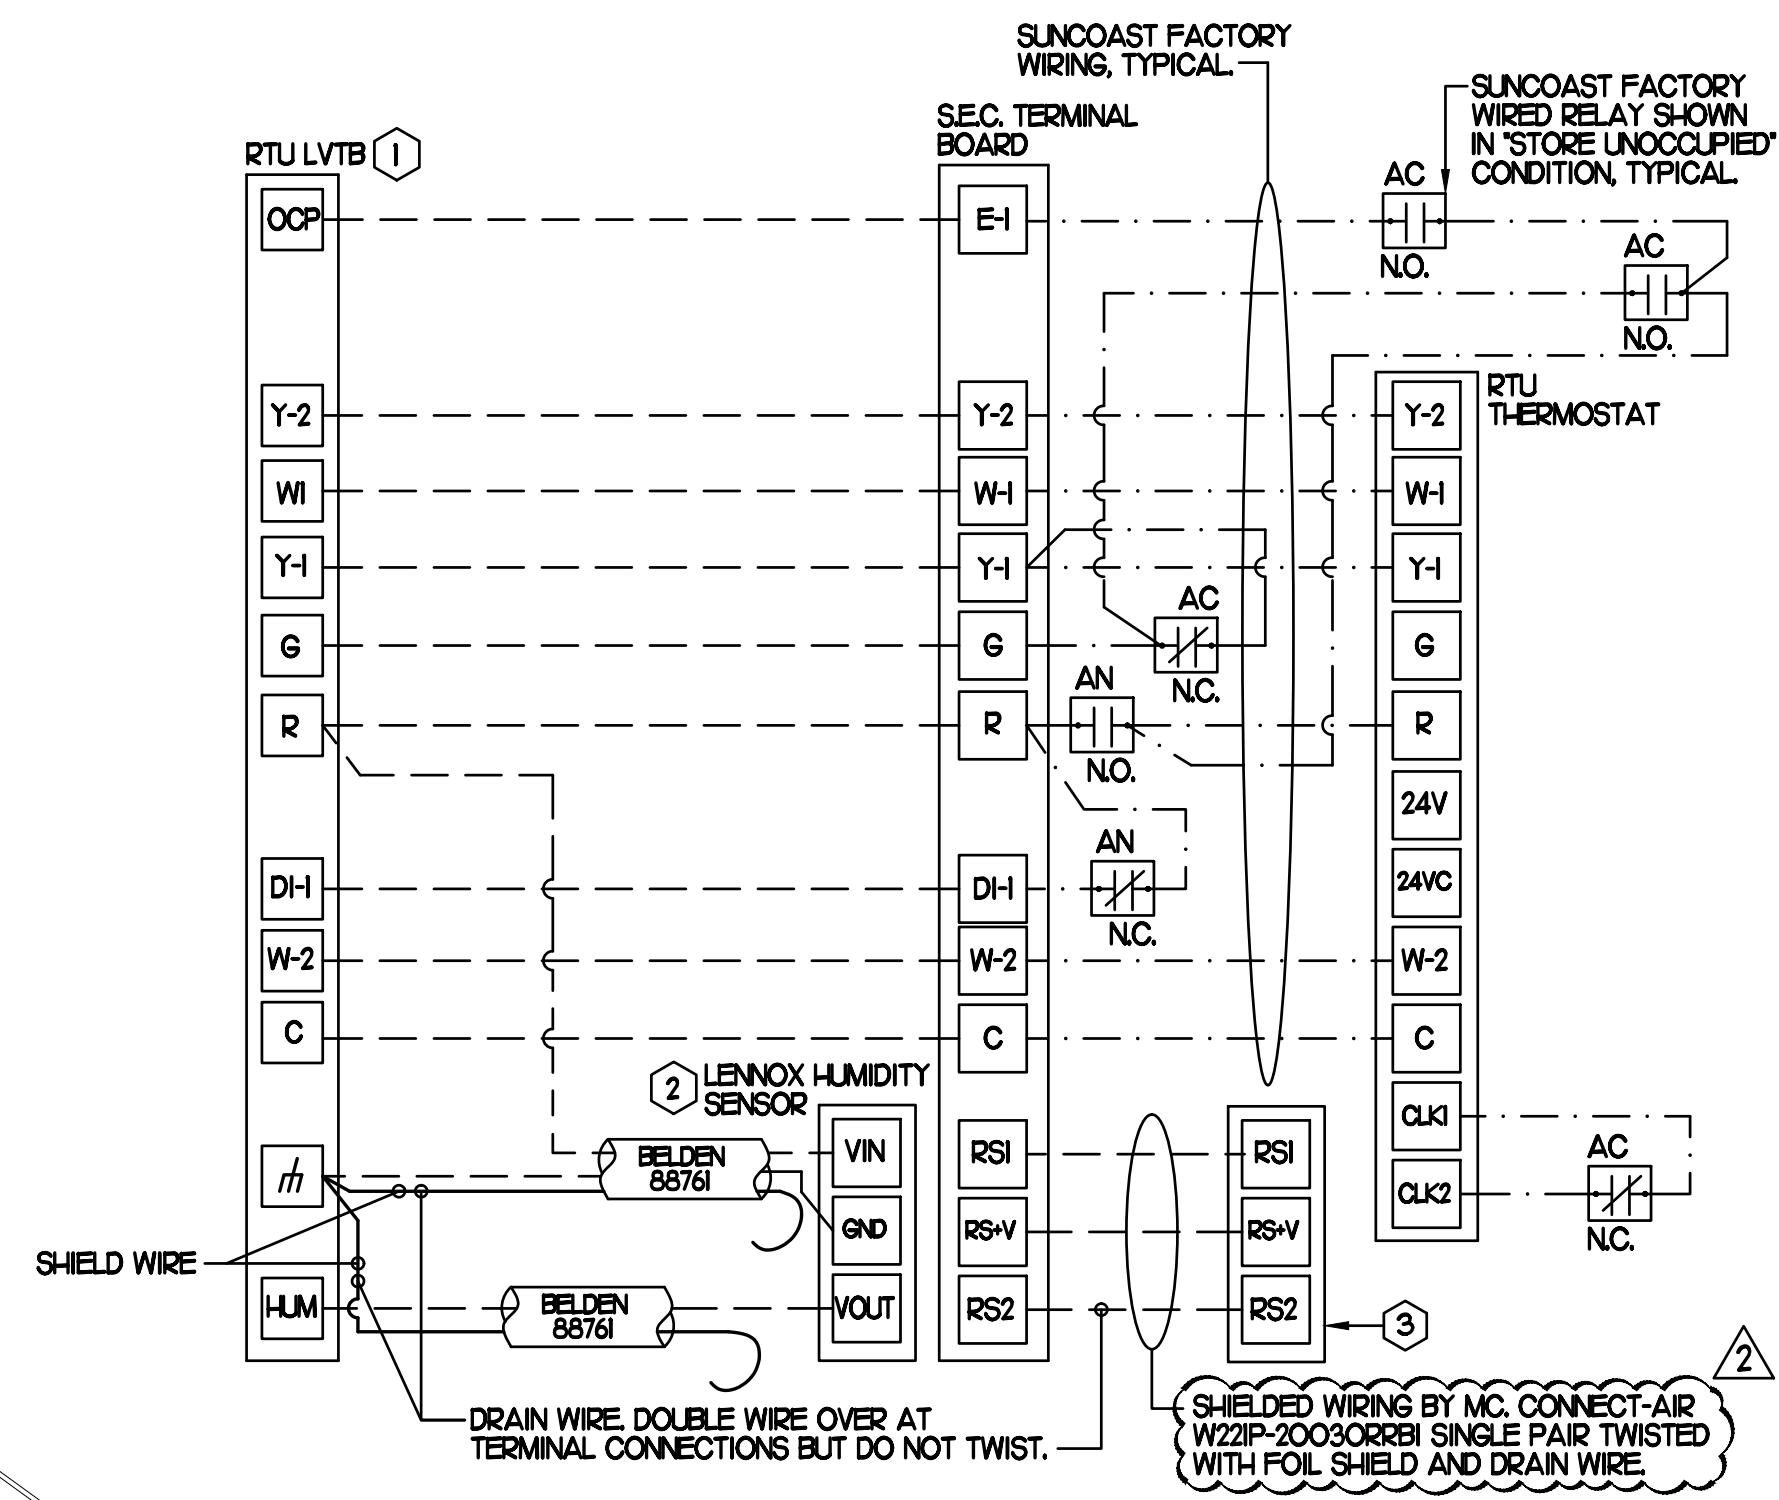 SUNCOAST FACTORY
WIRING, TYPICAL.
SUNCOAST FACTORY
WIRED RELAY SHOWN
IN "STORE UNOCCUPIED"
CONDITION, TYPICAL.
S.E.C. TERMINAL
BOARD
RTU LVTB
1
AC
N.O.
AC
N.O.
OCP
E-1
RTU
THERMOSTAT
Y-2
Y-2
Y-2
W1
W-1
W-1
Y-1
Y-1
Y-1
AC
N.C.
G
G
G
AN
N.O.
R
R
R
24V
AN
N.C.
24VC
DI-1
DI-1
W-2
W-2
W-2
C
C
C
2
LENNOX HUMIDITY
SENSOR
CLK1
AC
N.C.
CLK2
BELDEN
88761
VIN
RS1
RS1
GND
RS+V
RS+V
SHIELD WIRE
HUM
BELDEN
88761
VOUT
RS2
RS2
3
2
DRAIN WIRE. DOUBLE WIRE OVER AT
TERMINAL CONNECTIONS BUT DO NOT TWIST.
SHIELDED WIRING BY MC. CONNECT-AIR
W221P-2003ORRB1 SINGLE PAIR TWISTED
WITH FOIL SHIELD AND DRAIN WIRE.